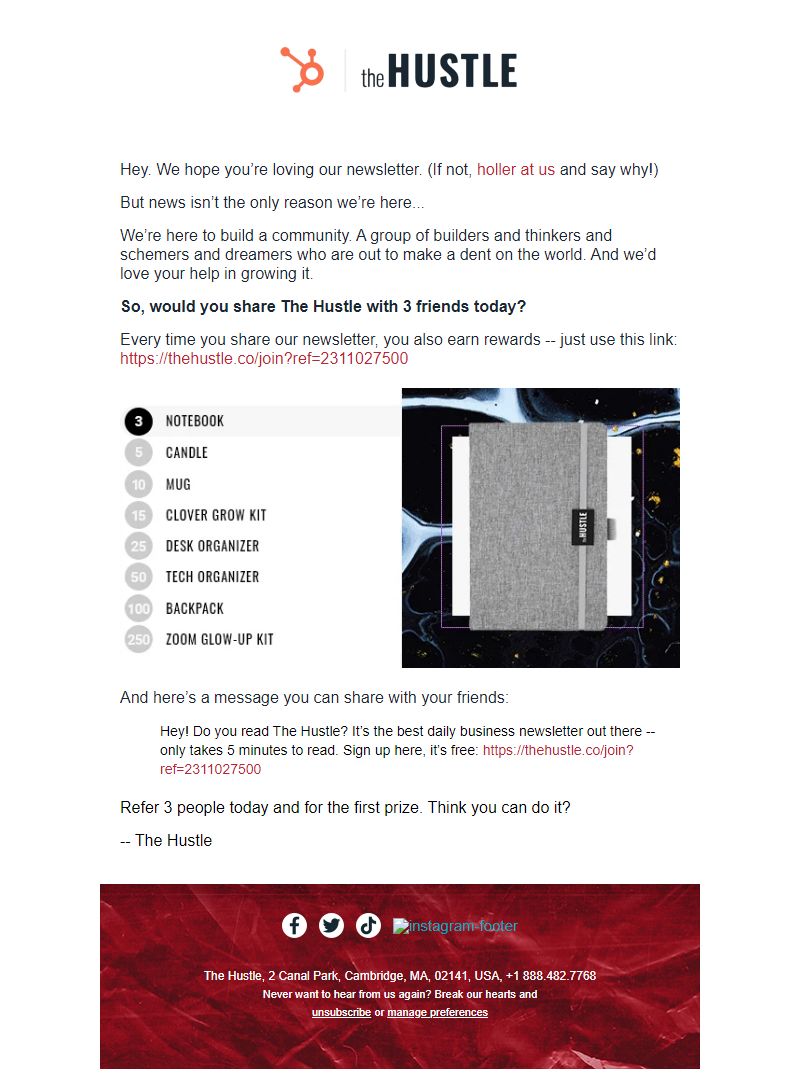 the HUSTLE
Hey. We hope you’re loving our newsletter. (If not, holler at us and say why!)
But news isn’t the only reason we’re here...
We’re here to build a community. A group of builders and thinkers and
schemers and dreamers who are out to make a dent on the world. And we’d
love your help in growing it.
So, would you share The Hustle with 3 friends today?
Every time you share our newsletter, you also earn rewards -- just use this link:
https://thehustle.co/join?ref=2311027500
3 NOTEBOOK
5 CANDLE
10 MUG
15 CLOVER GROW KIT
25 DESK ORGANIZER
50 TECH ORGANIZER
100 BACKPACK
250 ZOOM GLOW-UP KIT
the HUSTLE
And here’s a message you can share with your friends:
Hey! Do you read The Hustle? It’s the best daily business newsletter out there --
only takes 5 minutes to read. Sign up here, it’s free: https://thehustle.co/join?
ref=2311027500
Refer 3 people today and for the first prize. Think you can do it?
-- The Hustle
instagram-footer
The Hustle, 2 Canal Park, Cambridge, MA, 02141, USA, +1 888.482.7768
Never want to hear from us again? Break our hearts and
unsubscribe or manage preferences